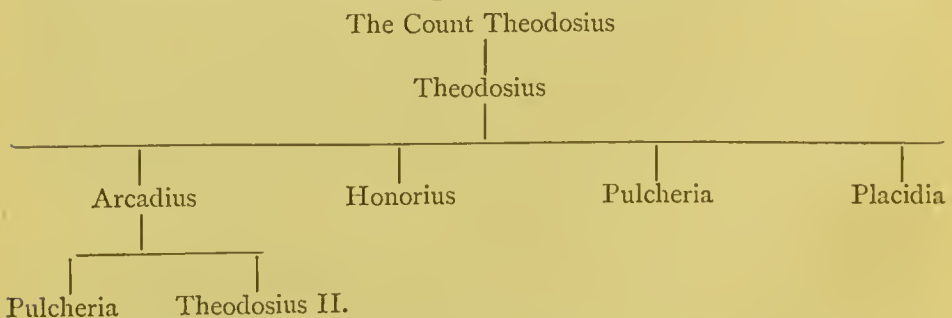 The Count Theodosius
Theodosius
Arcadius Honorius Pulcheria Placidia
Pulcheria Theodosius II.